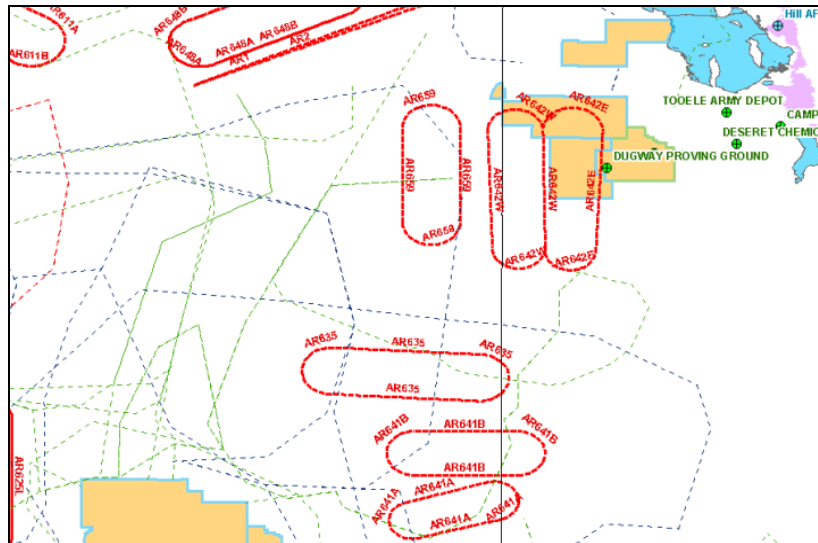 AR611A
AR611B
AR648B
AR648A
AR648A AR648B
AR1
AR2
Hill AF
TOOELE ARMY DEPOT
CAMP
DESERET CHEMIC
DUGWAY PROVING GROUND
AR659
AR659
AR659
AR658
AR642W
AR642E
AR642W
AR642W
AR642E
AR642W
AR642E
AR635
AR635
AR635
AR635
AR641B
AR641B
AR641B
AR641B
AR641A
AR641A
AR641A
AR641A
AR625L